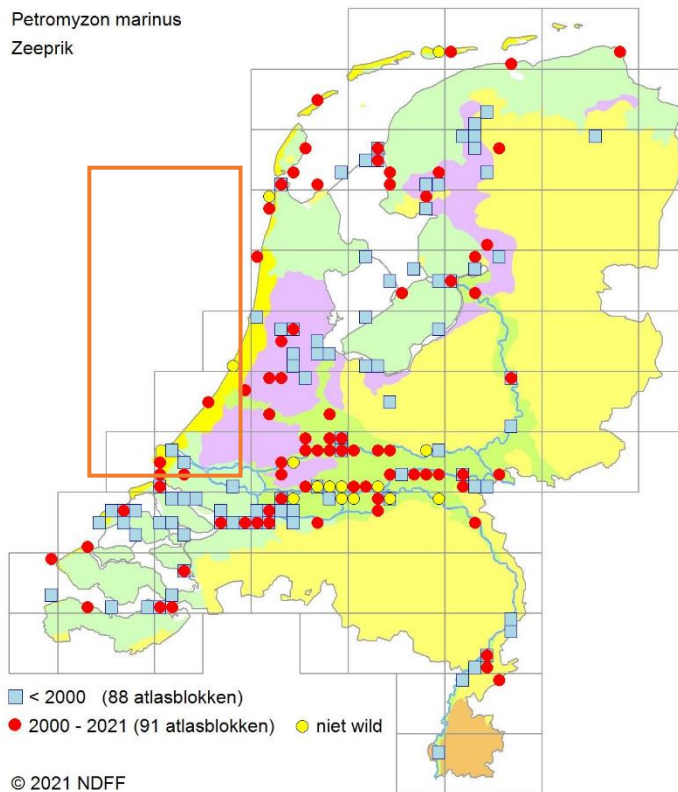 Petromyzon marinus
Zeeprik
< 2000 (88 atlasblokken)
2000 - 2021 (91 atlasblokken) niet wild
© 2021 NDFF